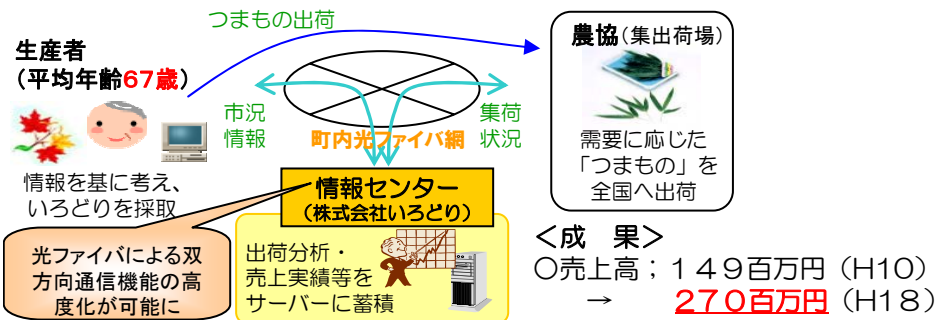 つまもの出荷
生産者
（平均年齢67歳）
農協（集出荷場）
市況
情報
町内光ファイバ網
集荷
状況
需要に応じた
「つまもの」を
全国へ出荷
情報を基に考え、
いろどりを採取
情報センター
（株式会社いろどり）
光ファイバによる双
方向通信機能の高
度化が可能に
出荷分析・
売上実績等を
サーバーに蓄積
＜成　果＞
○売上高；１４９百万円（H10）
→　２７０百万円（H18）